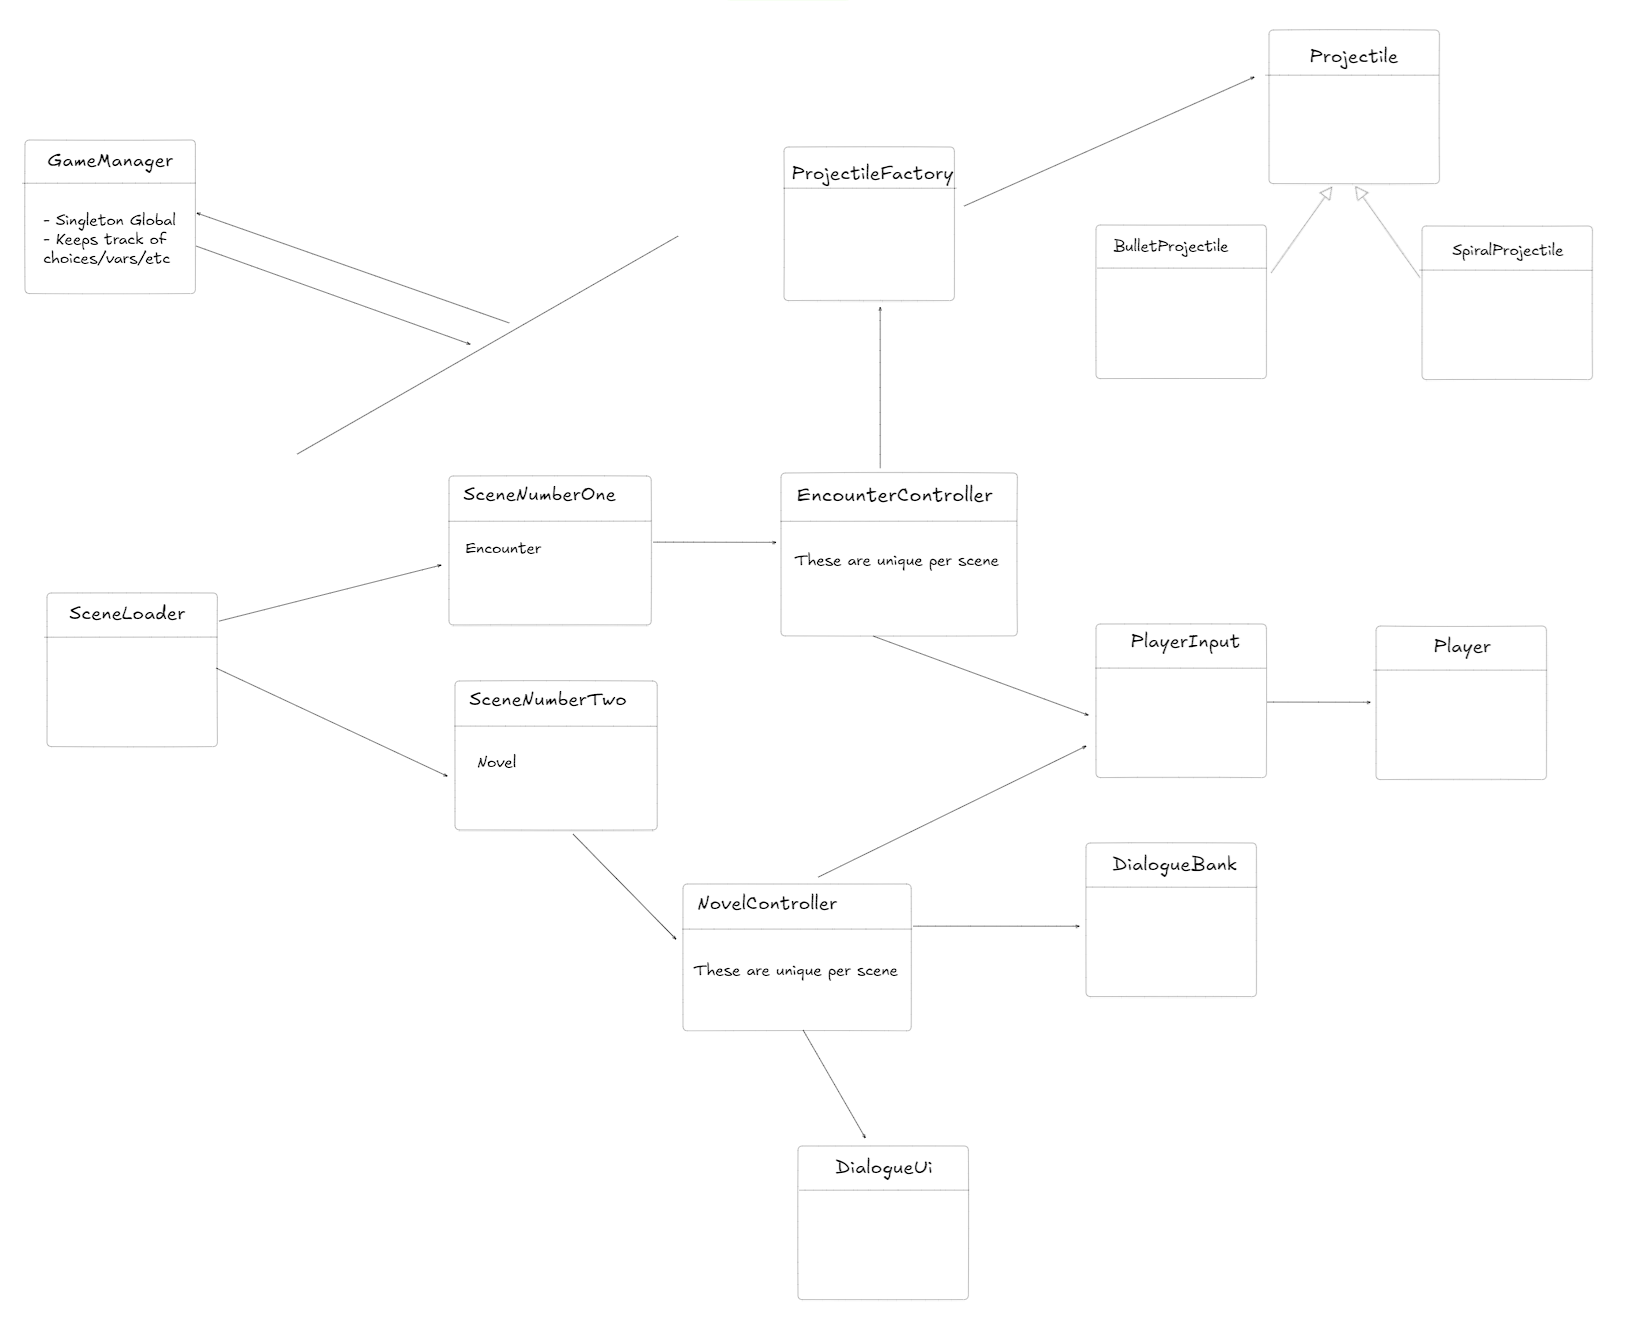 Projectile
GameManager
- Singleton Global
- Keeps track of
choices/vars/etc
ProjectileFactory
BulletProjectile
SpiralProjectile
SceneNumberOne
Encounter
EncounterController
These are unique per scene
SceneLoader
PlayerInput
Player
SceneNumberTwo
Novel
DialogueBank
NovelController
These are unique per scene
DialogueUi